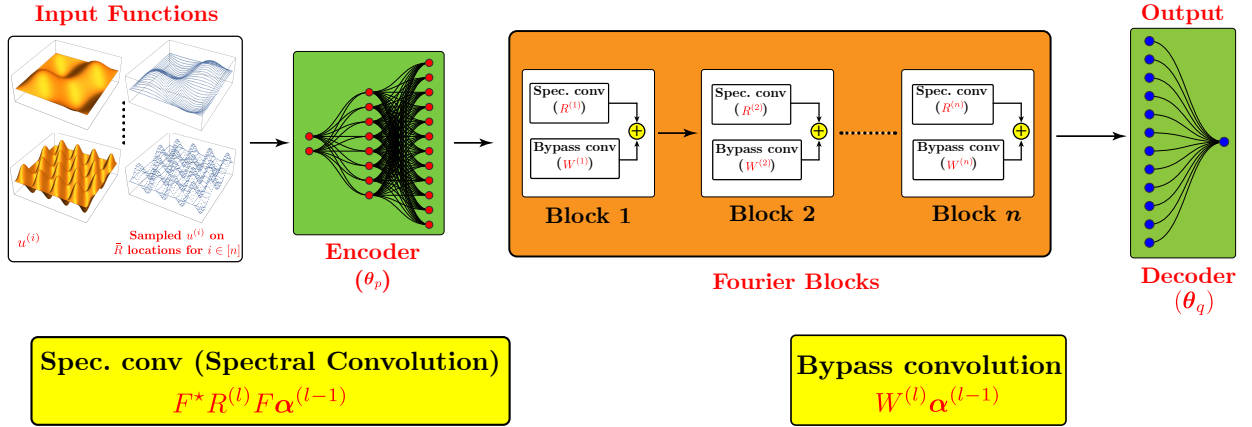 Input Functions
u^{(i)}
Sampled u^{(i)} on
R̄ locations for i ∈ [n]
Encoder
(θ_p)
Spec. conv
(R^{(1)})
Bypass conv
(W^{(1)})
+
Block 1
Spec. conv
(R^{(2)})
Bypass conv
(W^{(2)})
+
Block 2
Spec. conv
(R^{(n)})
Bypass conv
(W^{(n)})
+
Block n
Fourier Blocks
Output
Decoder
(θ_q)
Spec. conv (Spectral Convolution)
F^⋆ R^{(l)} F α^{(l−1)}
Bypass convolution
W^{(l)} α^{(l−1)}